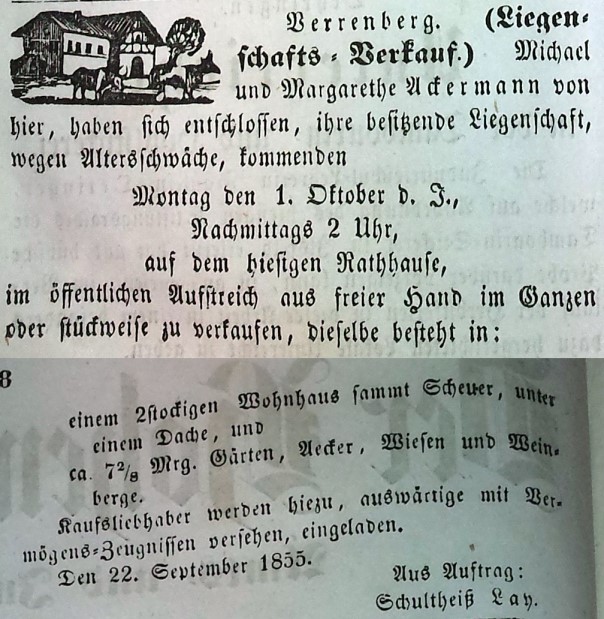 Verrenberg. (Liegen-
schafts-Verkauf.) Michael
und Margarethe Ackermann von
hier, haben sich entschlossen, ihre besitzende Liegenschaft,
wegen Altersschwäche, kommenden
Montag den 1. Oktober d. J.,
Nachmittags 2 Uhr,
auf dem hiesigen Rathhause,
im öffentlichen Aufstreich aus freier Hand im Ganzen
oder stückweise zu verkaufen, dieselbe besteht in:
8
einem 2stockigen Wohnhaus sammt Scheuer, unter
einem Dache, und
ca. 7 2/8 Mrg. Gärten, Aecker, Wiesen und Wein-
berge.
Kaufsliebhaber werden hiezu, auswärtige mit Ver-
mögens-Zeugnissen versehen, eingeladen.
Den 22. September 1855.
Aus Auftrag:
Schultheiß Lay.